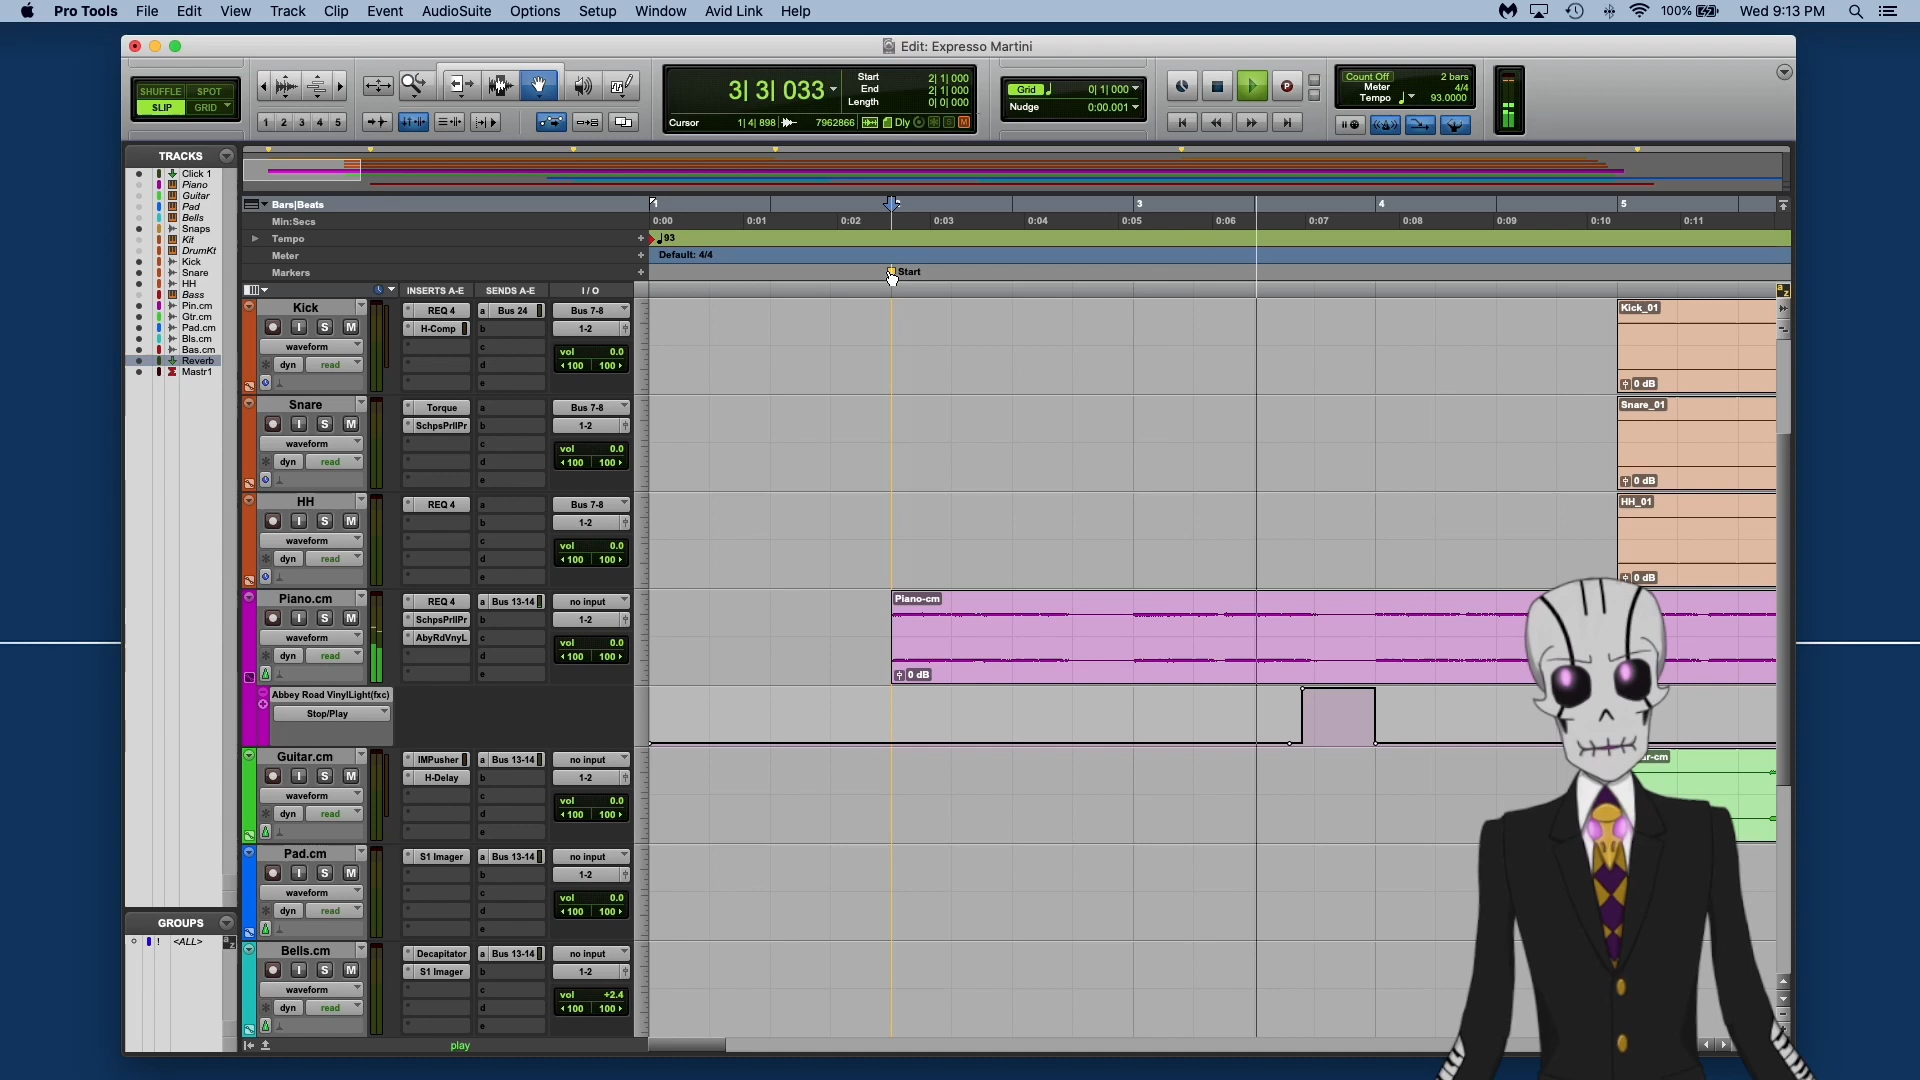 Pro Tools File Edit View Track Clip Event AudioSuite Options Setup Window Avid Link Help
100% Wed 9:13 PM
Edit: Expresso Martini
SHUFFLE SPOT
SLIP GRID
1 2 3 4 5
3| 3| 033
Start 2| 1| 000
End 2| 1| 000
Length 0| 0| 000
Cursor 1| 4| 898 7962866 Dly S M
Grid 0| 1| 000
Nudge 0:00.001
P
Count Off 2 bars
Meter 4/4
Tempo 93.0000
TRACKS
Click 1
Piano
Guitar
Pad
Bells
Snaps
Kit
DrumKt
Kick
Snare
HH
Bass
Pin.cm
Gtr.cm
Pad.cm
Bls.cm
Bas.cm
Reverb
Mastr1
GROUPS
! <ALL> a z
Bars|Beats 1 3 4 5
Min:Secs 0:00 0:01 0:02 0:03 0:04 0:05 0:06 0:07 0:08 0:09 0:10 0:11
Tempo + 93
Meter + Default: 4/4
Markers + Start
INSERTS A-E SENDS A-E I / O
Kick REQ 4 a Bus 24 Bus 7-8 Kick_01
I S M H-Comp b 1-2
waveform c vol 0.0
dyn read d 100 100
e 0 dB
Snare Torque a Bus 7-8 Snare_01
I S M SchpsPrllPr b 1-2
waveform c vol 0.0
dyn read d 100 100
e 0 dB
HH REQ 4 a Bus 7-8 HH_01
I S M b 1-2
waveform c vol 0.0
dyn read d 100 100
e 0 dB
Piano.cm REQ 4 a Bus 13-14 no input Piano-cm
I S M SchpsPrllPr b 1-2
waveform AbyRdVnyL c vol 0.0
dyn read d 100 100
e 0 dB
Abbey Road VinylLight(fxc)
Stop/Play
Guitar.cm IMPusher a Bus 13-14 no input ar-cm
I S M H-Delay b 1-2
waveform c vol 0.0
dyn read d 100 100
e
Pad.cm S1 Imager a Bus 13-14 no input
I S M b 1-2
waveform c vol 0.0
dyn read d 100 100
e
Bells.cm Decapitator a Bus 13-14 no input
I S M S1 Imager b 1-2
waveform c vol +2.4
dyn read d 100 100
e
play